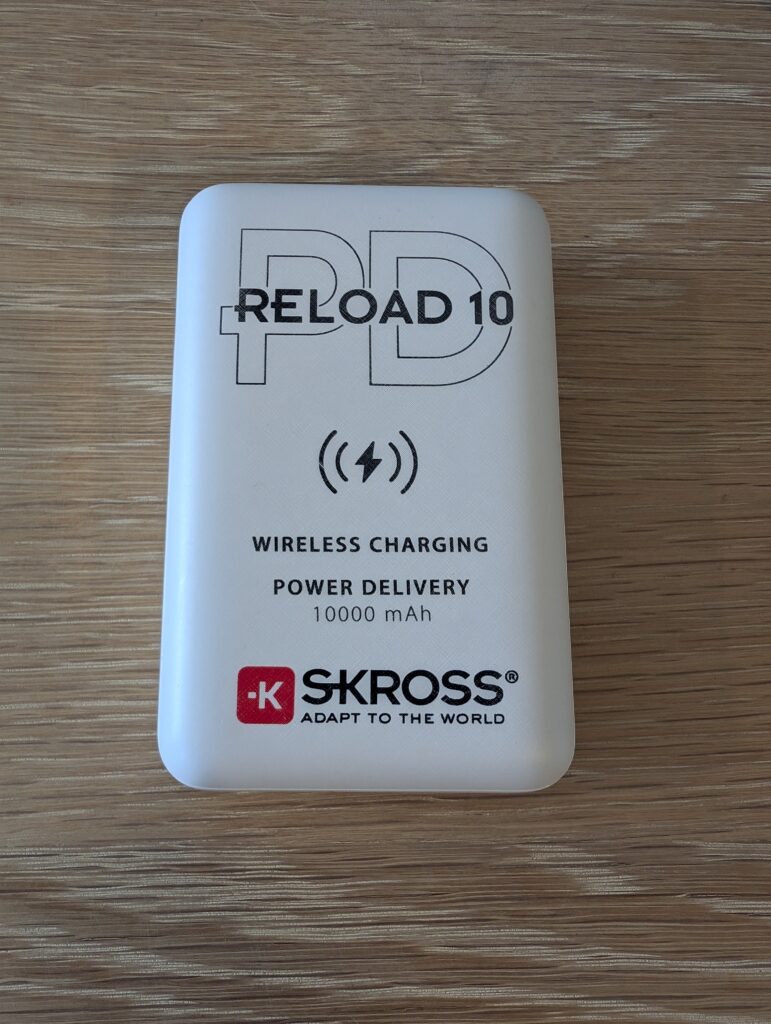 PD
RELOAD 10
WIRELESS CHARGING
POWER DELIVERY
10000 mAh
-K SKROSS®
ADAPT TO THE WORLD